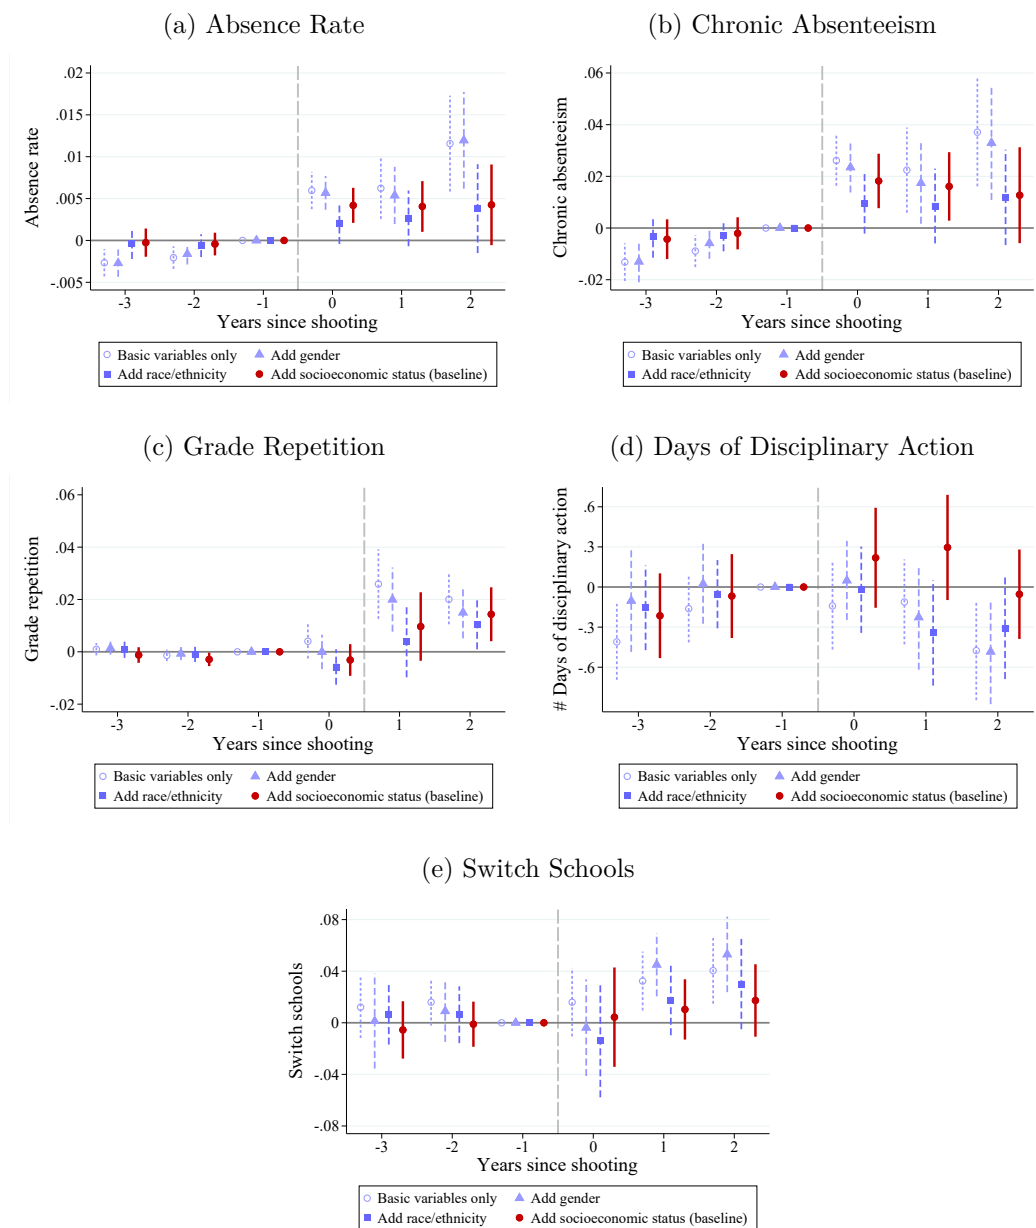 (a) Absence Rate
.02
.015
.01
.005
0
-.005
Absence rate
-3 -2 -1 0 1 2
Years since shooting
Basic variables only Add gender
Add race/ethnicity Add socioeconomic status (baseline)
(b) Chronic Absenteeism
.06
.04
.02
0
-.02
Chronic absenteeism
-3 -2 -1 0 1 2
Years since shooting
Basic variables only Add gender
Add race/ethnicity Add socioeconomic status (baseline)
(c) Grade Repetition
.06
.04
.02
0
-.02
Grade repetition
-3 -2 -1 0 1 2
Years since shooting
Basic variables only Add gender
Add race/ethnicity Add socioeconomic status (baseline)
(d) Days of Disciplinary Action
.6
.3
0
-.3
-.6
# Days of disciplinary action
-3 -2 -1 0 1 2
Years since shooting
Basic variables only Add gender
Add race/ethnicity Add socioeconomic status (baseline)
(e) Switch Schools
.08
.04
0
-.04
-.08
Switch schools
-3 -2 -1 0 1 2
Years since shooting
Basic variables only Add gender
Add race/ethnicity Add socioeconomic status (baseline)